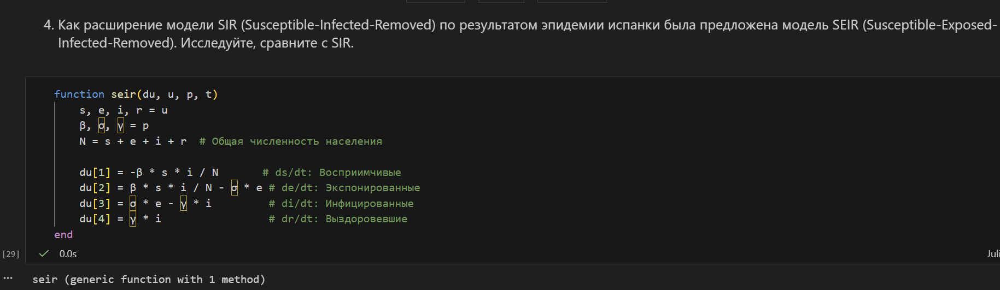 4. Как расширение модели SIR (Susceptible-Infected-Removed) по результатом эпидемии испанки была предложена модель SEIR (Susceptible-Exposed-
Infected-Removed). Исследуйте, сравните с SIR.
function seir(du, u, p, t)
    s, e, i, r = u
    β, σ, γ = p
    N = s + e + i + r  # Общая численность населения
    du[1] = -β * s * i / N       # ds/dt: Восприимчивые
    du[2] = β * s * i / N - σ * e # de/dt: Экспонированные
    du[3] = σ * e - γ * i         # di/dt: Инфицированные
    du[4] = γ * i                 # dr/dt: Выздоровевшие
end
[29] ✓ 0.0s Juli
... seir (generic function with 1 method)